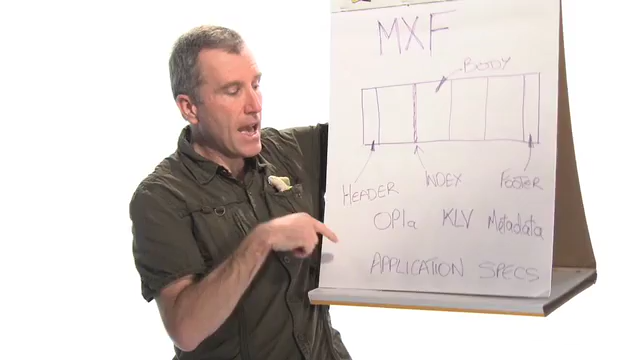 MXF
BODY
HEADER INDEX FOOTER
OP1a KLV Metadata
APPLICATION SPECS